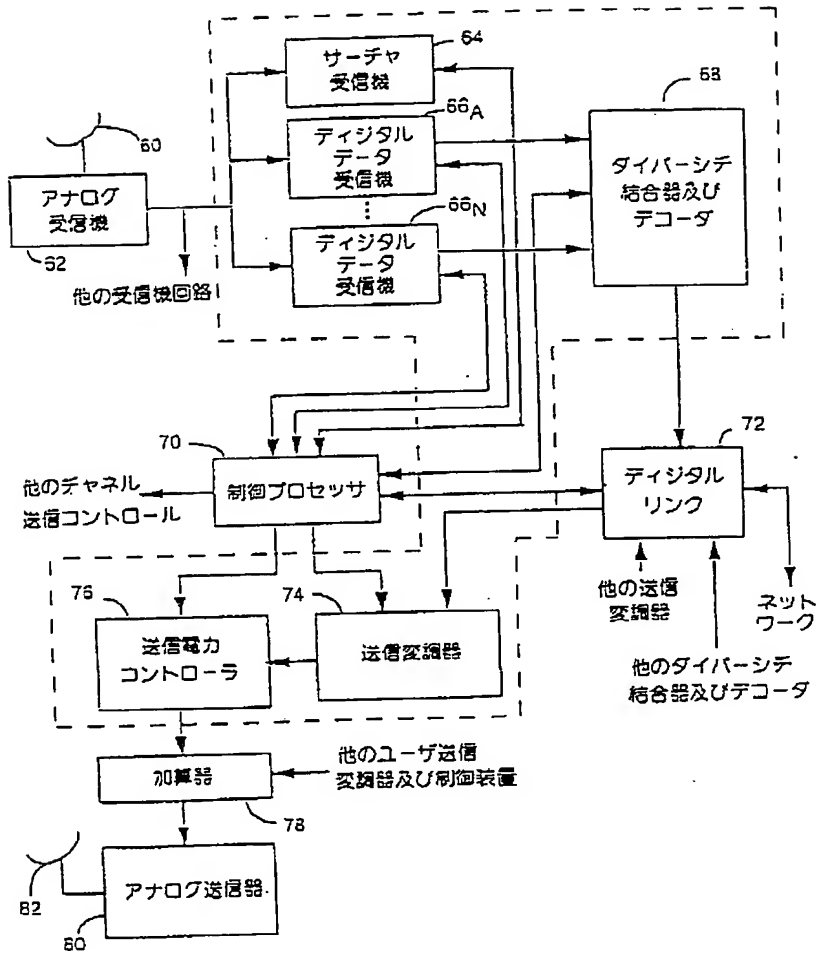 64
サーチャ
受信機
66A
60
ディジタル
データ
受信機
68
ダイバーシチ
結合器及び
デコーダ
アナログ
受信機
62
66N
ディジタル
データ
受信機
他の受信機回路
70
制御プロセッサ
72
ディジタル
リンク
他のチャネル
送信コントロール
76
送信電力
コントローラ
74
送信変調器
他の送信
変調器
ネット
ワーク
他のダイバーシチ
結合器及びデコーダ
加算器
78
他のユーザ送信
変調器及び制御装置
82
アナログ送信器
80